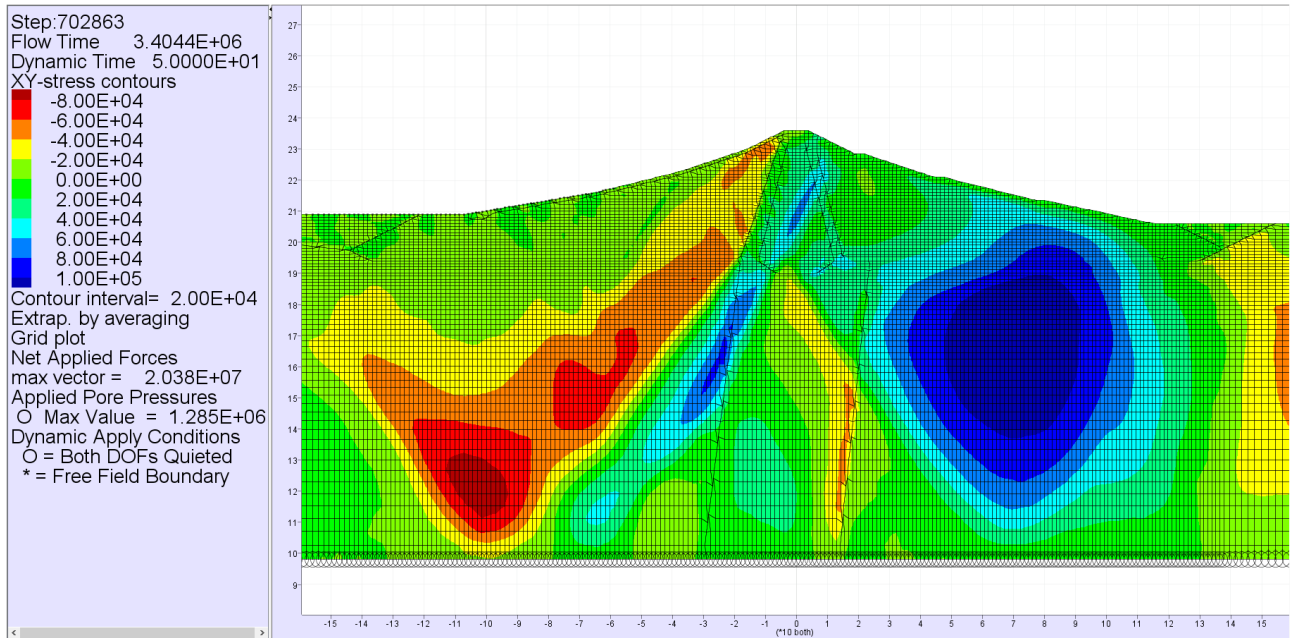 Step:702863
Flow Time 3.4044E+06
Dynamic Time 5.0000E+01
XY-stress contours
-8.00E+04
-6.00E+04
-4.00E+04
-2.00E+04
0.00E+00
2.00E+04
4.00E+04
6.00E+04
8.00E+04
1.00E+05
Contour interval= 2.00E+04
Extrap. by averaging
Grid plot
Net Applied Forces
max vector = 2.038E+07
Applied Pore Pressures
O Max Value = 1.285E+06
Dynamic Apply Conditions
O = Both DOFs Quieted
* = Free Field Boundary
27
26
25
24
23
22
21
20
19
18
17
16
15
14
13
12
11
10
9
-15 -14 -13 -12 -11 -10 -9 -8 -7 -6 -5 -4 -3 -2 -1 0 1 2 3 4 5 6 7 8 9 10 11 12 13 14 15
(*10 both)